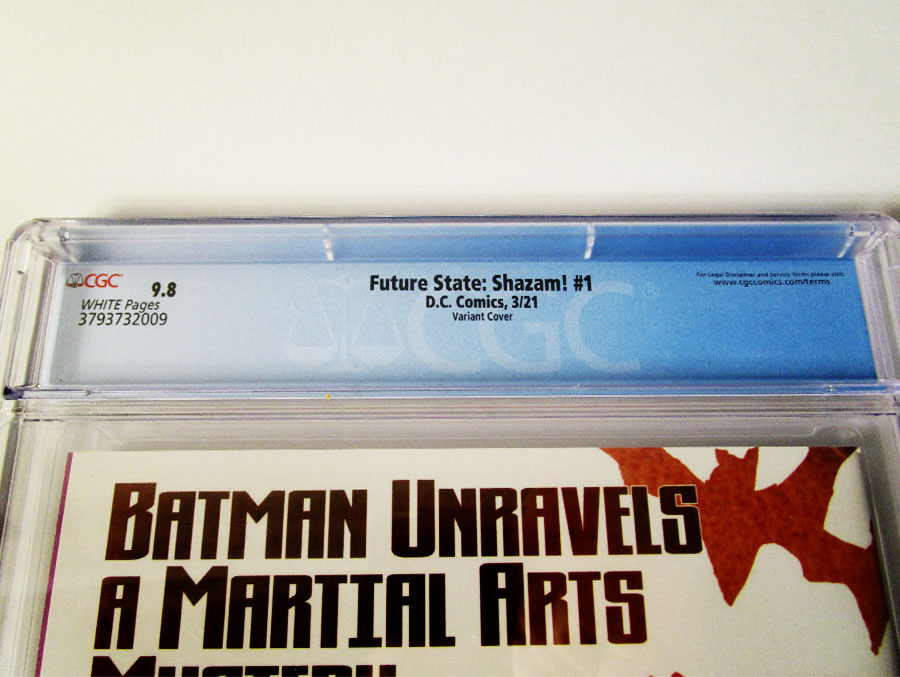 CGC
9.8
WHITE Pages
3793732009
Future State: Shazam! #1
D.C. Comics, 3/21
Variant Cover
For Legal Disclaimer and Service Terms please visit:
www.cgccomics.com/terms
CGC®
BATMAN UNRAVELS
A MARTIAL ARTS
MYSTERY